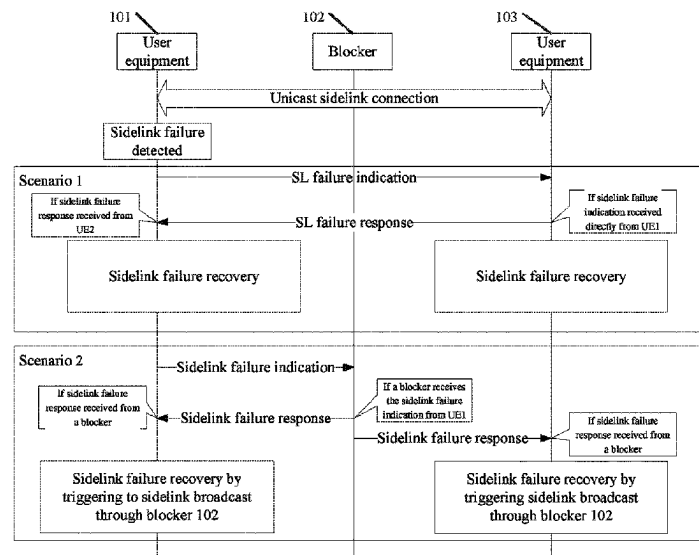 101
102
103
User
equipment
Blocker
User
equipment
Unicast sidelink connection
Sidelink failure
detected
Scenario 1
SL failure indication
If sidelink failure
response received from
UE2
SL failure response
If sidelink failure
indication received
directly from UE1
Sidelink failure recovery
Sidelink failure recovery
Scenario 2
Sidelink failure indication
If sidelink failure
response received from
a blocker
Sidelink failure response
If a blocker receives
the sidelink failure
indication from UE1
Sidelink failure response
If sidelink failure
response received from
a blocker
Sidelink failure recovery by
triggering to sidelink broadcast
through blocker 102
Sidelink failure recovery by
triggering sidelink broadcast
through blocker 102